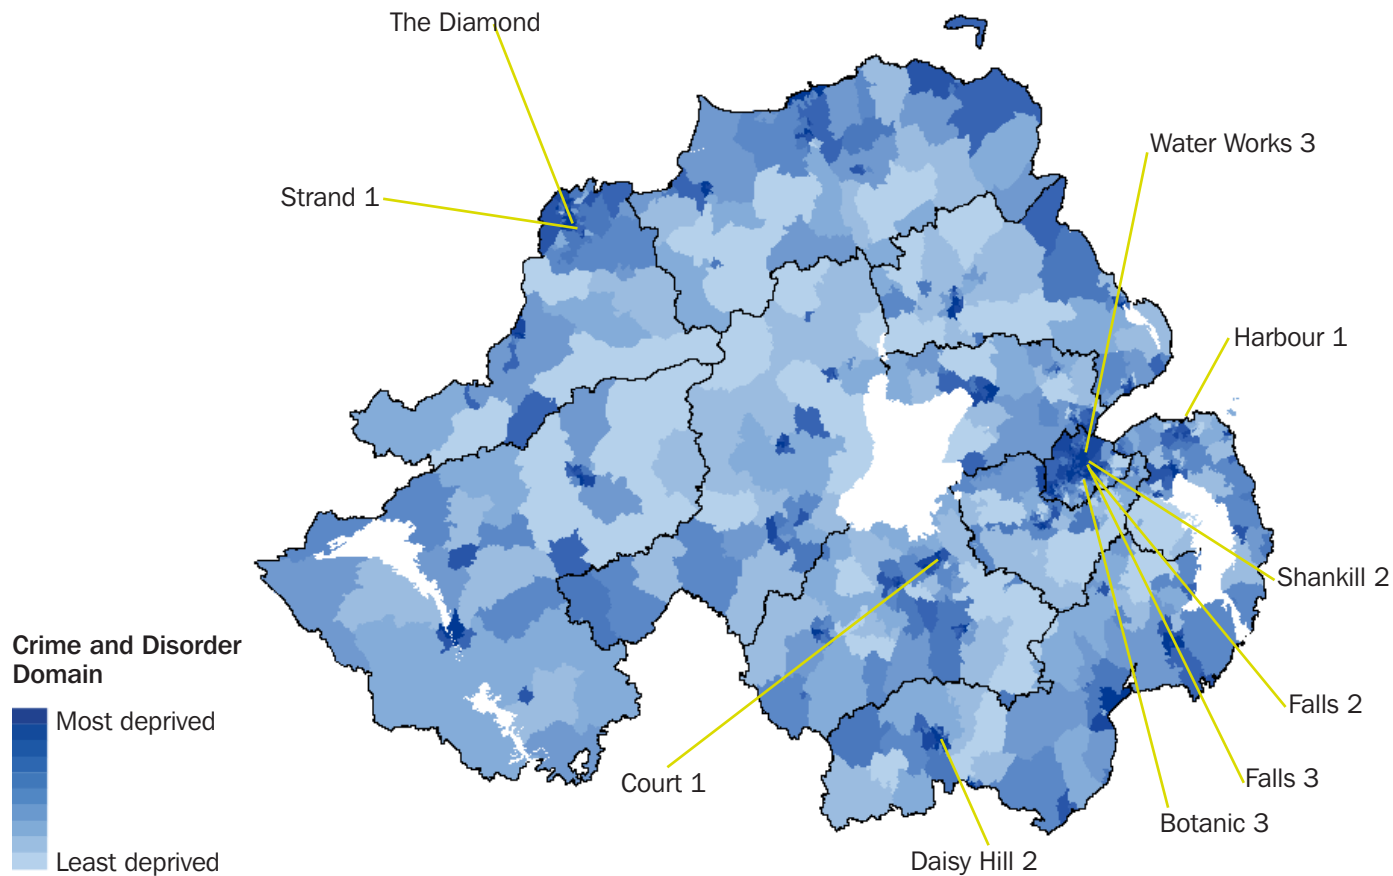 The Diamond
Water Works 3
Strand 1
Harbour 1
Shankill 2
Crime and Disorder
Domain
Most deprived
Falls 2
Court 1
Falls 3
Botanic 3
Least deprived
Daisy Hill 2